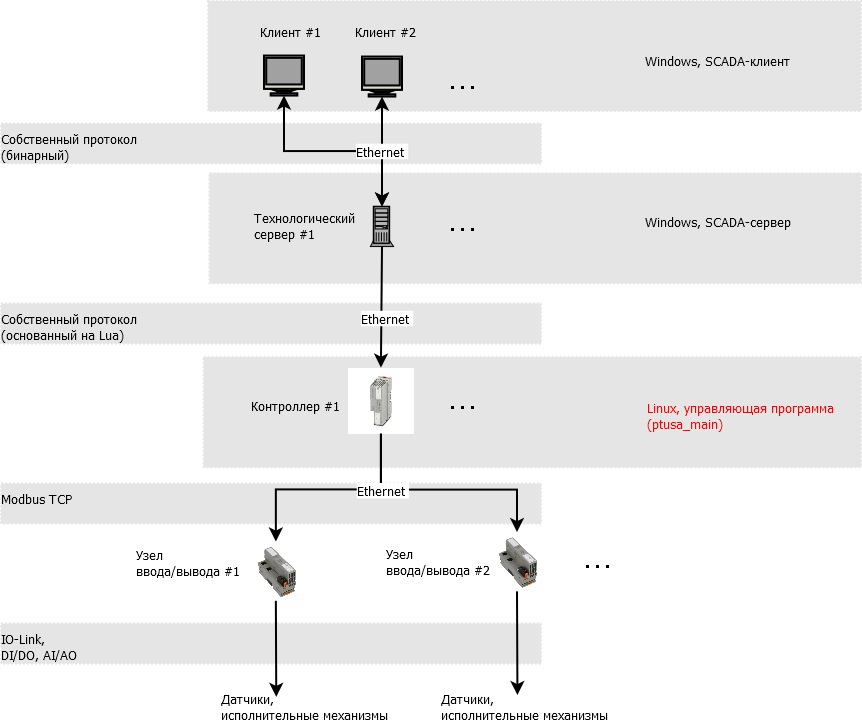 Клиент #1
Клиент #2
...
Windows, SCADA-клиент
Собственный протокол
(бинарный)
Ethernet
Технологический
сервер #1
...
Windows, SCADA-сервер
Собственный протокол
(основанный на Lua)
Ethernet
Контроллер #1
...
Linux, управляющая программа
(ptusa_main)
Modbus TCP
Ethernet
Узел
ввода/вывода #1
Узел
ввода/вывода #2
...
IO-Link,
DI/DO, AI/AO
Датчики,
исполнительные механизмы
Датчики,
исполнительные механизмы